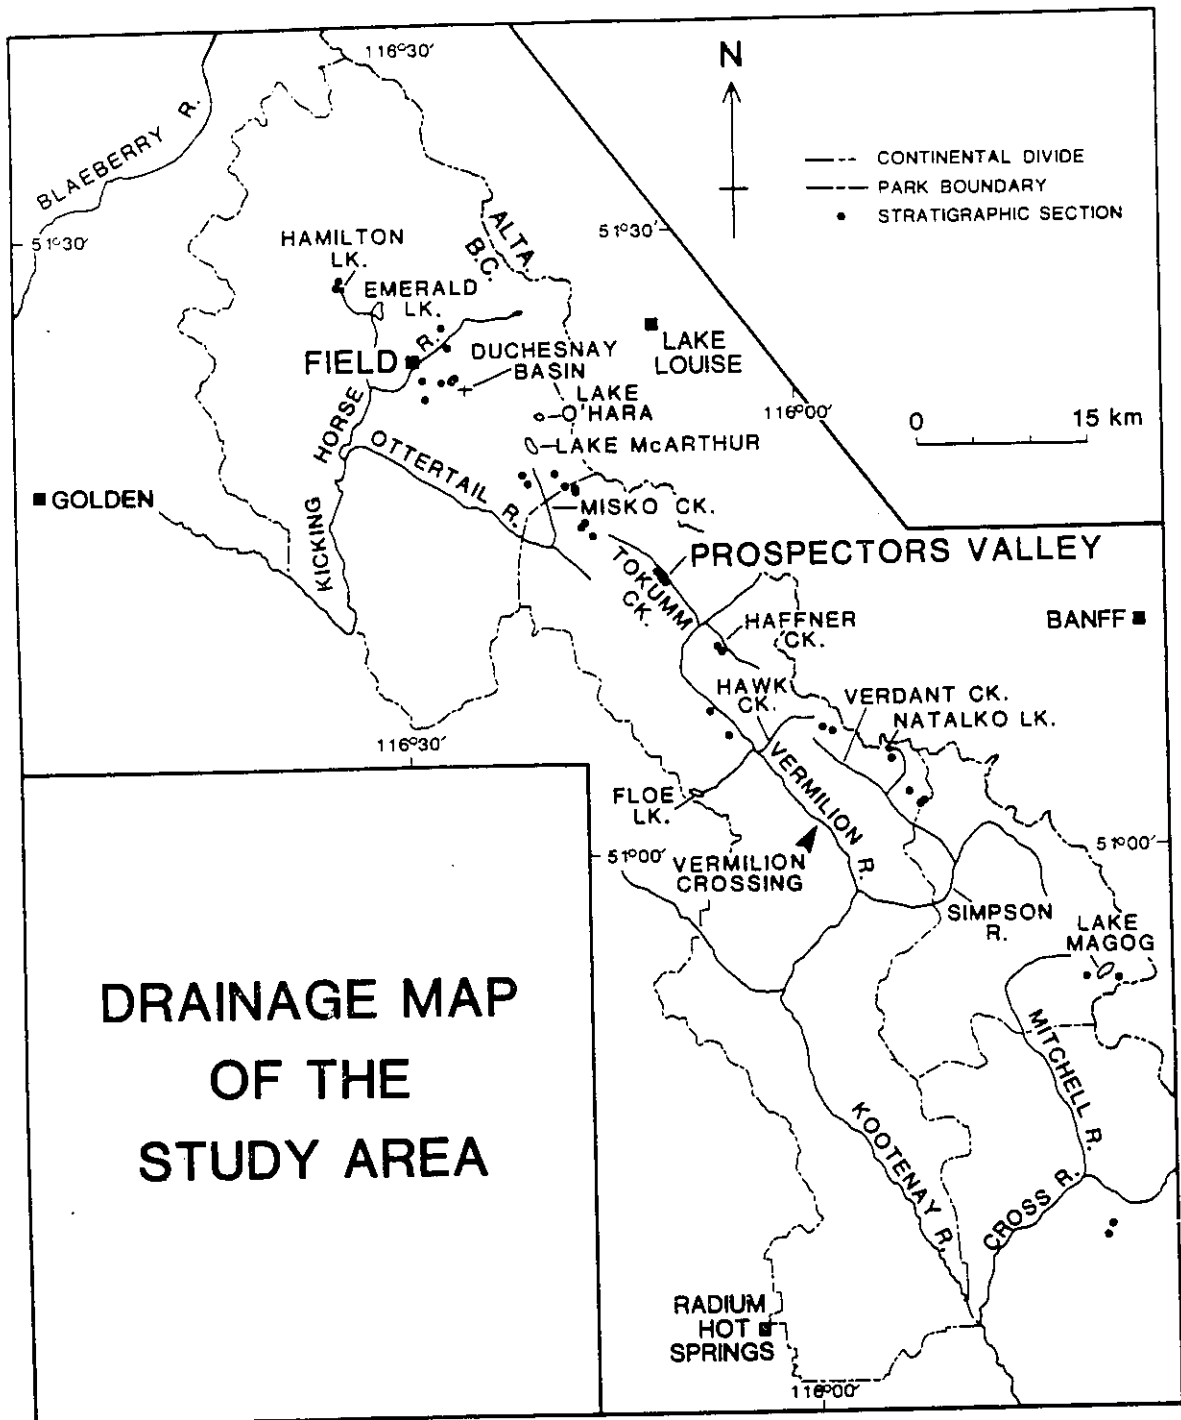 116°30'
N
CONTINENTAL DIVIDE
PARK BOUNDARY
STRATIGRAPHIC SECTION
BLAEBERRY R.
51°30'
ALTA.
B.C.
51°30'
HAMILTON
LK.
EMERALD
LK.
R.
FIELD
DUCHESNAY
BASIN
LAKE
LOUISE
LAKE
O'HARA
116°00'
0 15 km
KICKING HORSE
OTTERTAIL R.
LAKE McARTHUR
GOLDEN
MISKO CK.
PROSPECTORS VALLEY
TOKUMM
CK.
HAFFNER
CK.
BANFF
HAWK
CK.
VERDANT CK.
NATALKO LK.
116°30'
FLOE
LK.
VERMILION R.
51°00'
51°00'
VERMILION
CROSSING
SIMPSON
R.
LAKE
MAGOG
DRAINAGE MAP
OF THE
STUDY AREA
MITCHELL R.
KOOTENAY R.
CROSS R.
RADIUM
HOT
SPRINGS
116°00'